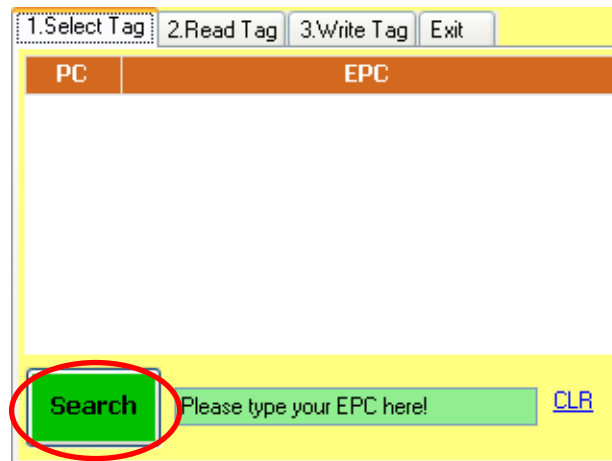 1.Select Tag 2.Read Tag 3.Write Tag Exit
PC EPC
Search Please type your EPC here! CLR